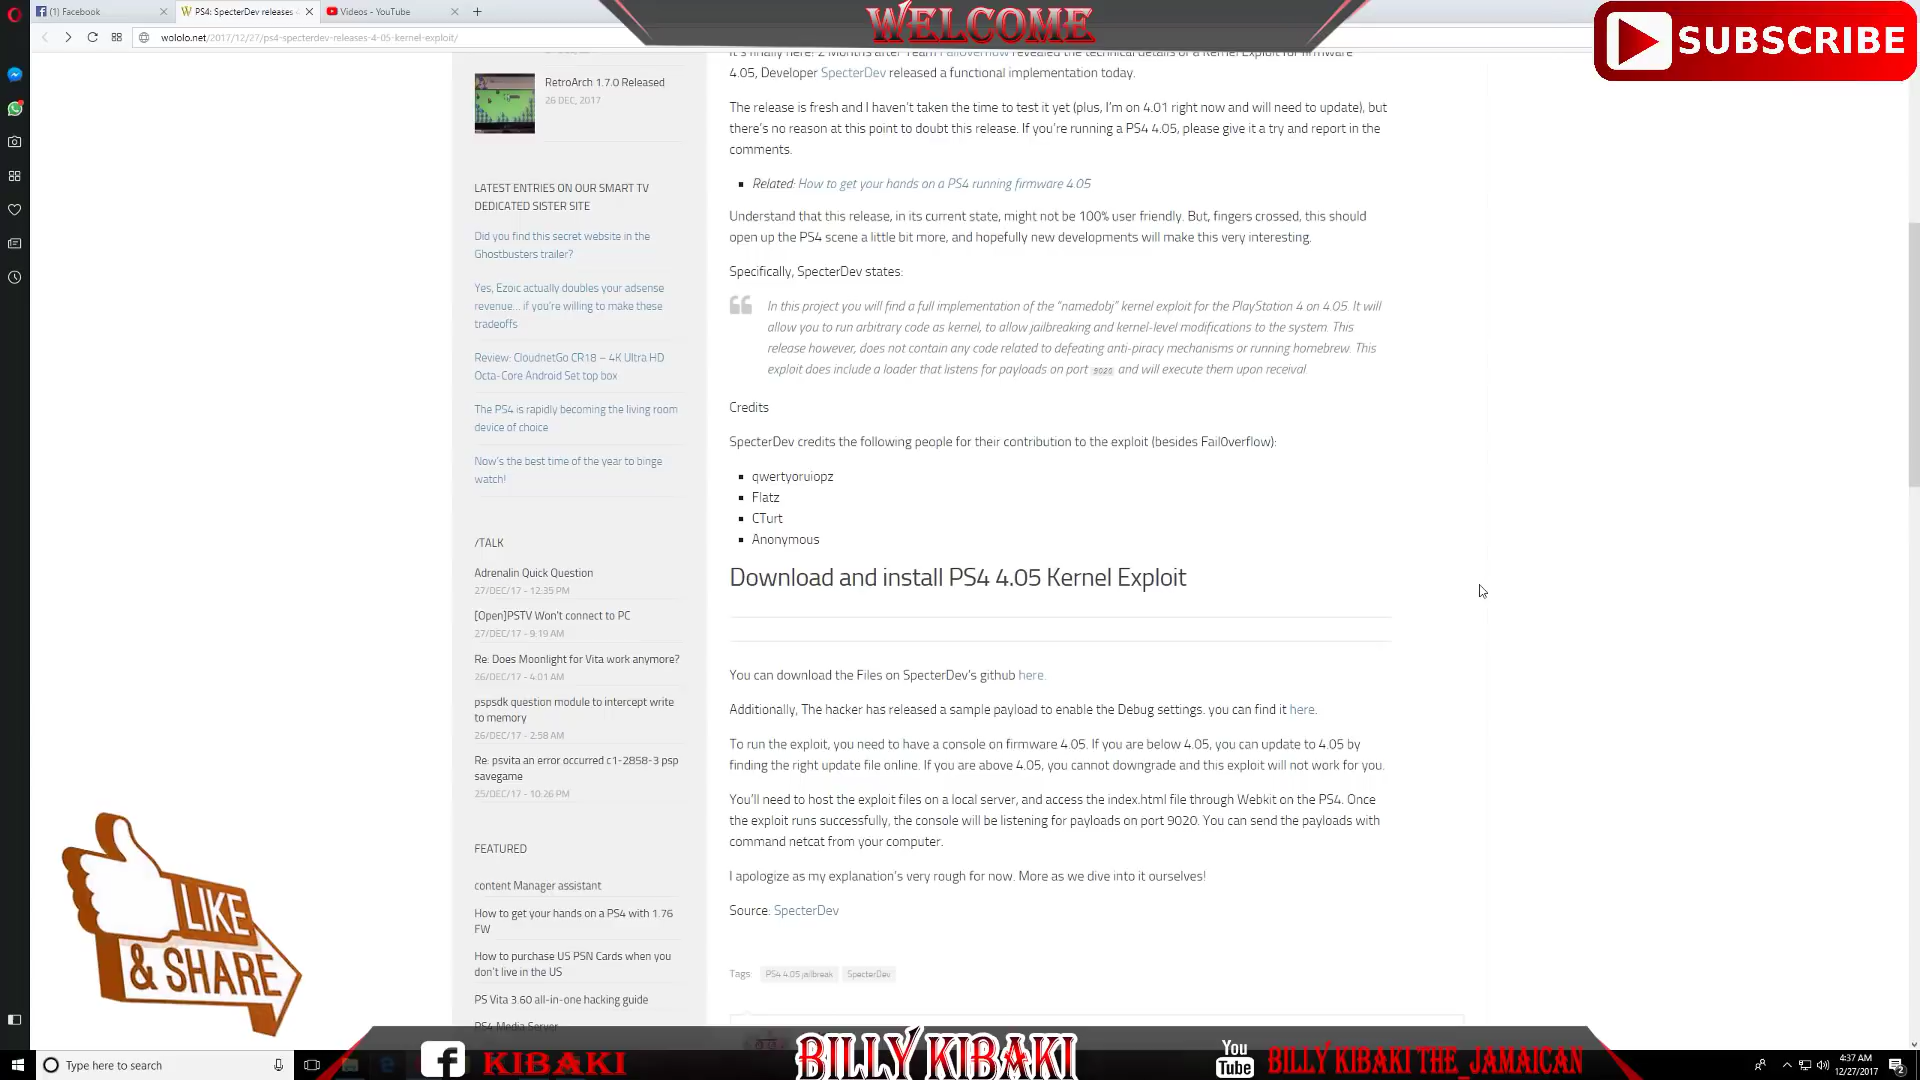 (1) Facebook
PS4: SpecterDev releases
Videos - YouTube
WELCOME
SUBSCRIBE
wololo.net/2017/12/27/ps4-specterdev-releases-4-05-kernel-exploit/
It's finally here! 2 Months after Team Fail0verflow revealed the technical details of a Kernel Exploit for firmware
4.05, Developer SpecterDev released a functional implementation today.
The release is fresh and I haven't taken the time to test it yet (plus, I'm on 4.01 right now and will need to update), but
there's no reason at this point to doubt this release. If you're running a PS4 4.05, please give it a try and report in the
comments.
Related: How to get your hands on a PS4 running firmware 4.05
Understand that this release, in its current state, might not be 100% user friendly. But, fingers crossed, this should
open up the PS4 scene a little bit more, and hopefully new developments will make this very interesting.
Specifically, SpecterDev states:
In this project you will find a full implementation of the "namedobj" kernel exploit for the PlayStation 4 on 4.05. It will
allow you to run arbitrary code as kernel, to allow jailbreaking and kernel-level modifications to the system. This
release however, does not contain any code related to defeating anti-piracy mechanisms or running homebrew. This
exploit does include a loader that listens for payloads on port 9020 and will execute them upon receival.
Credits
SpecterDev credits the following people for their contribution to the exploit (besides Fail0verflow):
qwertyoruiopz
Flatz
CTurt
Anonymous
Download and install PS4 4.05 Kernel Exploit
You can download the Files on SpecterDev's github here.
Additionally, The hacker has released a sample payload to enable the Debug settings. you can find it here.
To run the exploit, you need to have a console on firmware 4.05. If you are below 4.05, you can update to 4.05 by
finding the right update file online. If you are above 4.05, you cannot downgrade and this exploit will not work for you.
You'll need to host the exploit files on a local server, and access the index.html file through Webkit on the PS4. Once
the exploit runs successfully, the console will be listening for payloads on port 9020. You can send the payloads with
command netcat from your computer.
I apologize as my explanation's very rough for now. More as we dive into it ourselves!
Source: SpecterDev
Tags: PS4 4.05 jailbreak SpecterDev
RetroArch 1.7.0 Released
26 DEC, 2017
LATEST ENTRIES ON OUR SMART TV
DEDICATED SISTER SITE
Did you find this secret website in the
Ghostbusters trailer?
Yes, Ezoic actually doubles your adsense
revenue... if you're willing to make these
tradeoffs
Review: CloudnetGo CR18 – 4K Ultra HD
Octa-Core Android Set top box
The PS4 is rapidly becoming the living room
device of choice
Now's the best time of the year to binge
watch!
/TALK
Adrenalin Quick Question
27/DEC/17 - 12:35 PM
[Open]PSTV Won't connect to PC
27/DEC/17 - 9:19 AM
Re: Does Moonlight for Vita work anymore?
26/DEC/17 - 4:01 AM
pspsdk question module to intercept write
to memory
26/DEC/17 - 2:58 AM
Re: psvita an error occurred c1-2858-3 psp
savegame
25/DEC/17 - 10:26 PM
FEATURED
content Manager assistant
How to get your hands on a PS4 with 1.76
FW
How to purchase US PSN Cards when you
don't live in the US
PS Vita 3.60 all-in-one hacking guide
PS4 Media Server
LIKE
& SHARE
Type here to search
KIBAKI
BILLY KIBAKI
You
Tube
BILLY KIBAKI THE_JAMAICAN
4:37 AM
12/27/2017
2